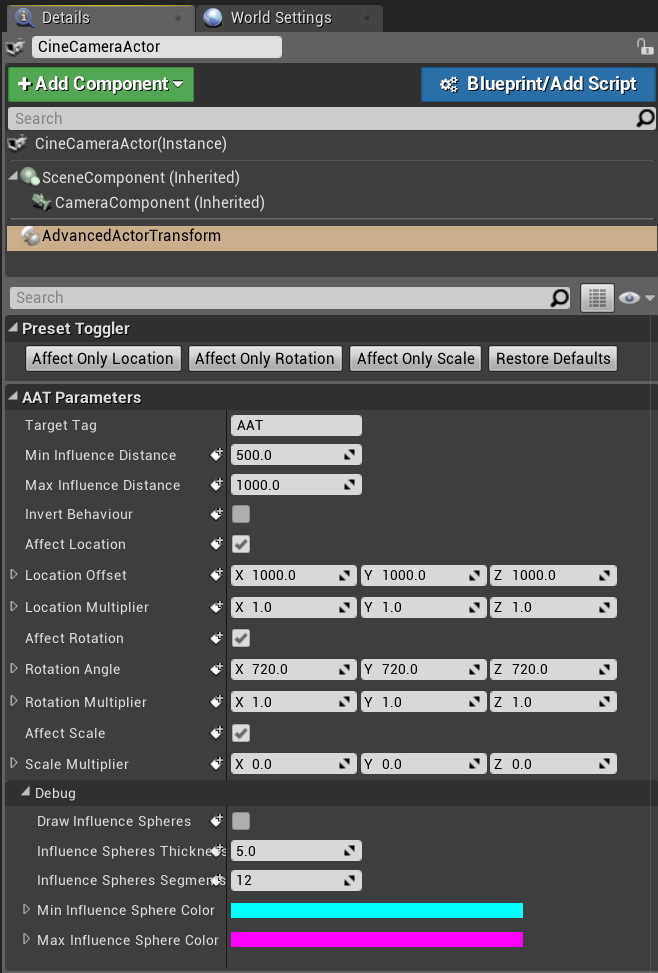 Details World Settings
CineCameraActor
+ Add Component Blueprint/Add Script
Search
CineCameraActor(Instance)
SceneComponent (Inherited)
CameraComponent (Inherited)
AdvancedActorTransform
Search
Preset Toggler
Affect Only Location Affect Only Rotation Affect Only Scale Restore Defaults
AAT Parameters
Target Tag AAT
Min Influence Distance 500.0
Max Influence Distance 1000.0
Invert Behaviour
Affect Location
Location Offset X 1000.0 Y 1000.0 Z 1000.0
Location Multiplier X 1.0 Y 1.0 Z 1.0
Affect Rotation
Rotation Angle X 720.0 Y 720.0 Z 720.0
Rotation Multiplier X 1.0 Y 1.0 Z 1.0
Affect Scale
Scale Multiplier X 0.0 Y 0.0 Z 0.0
Debug
Draw Influence Spheres
Influence Spheres Thickness 5.0
Influence Spheres Segments 12
Min Influence Sphere Color
Max Influence Sphere Color